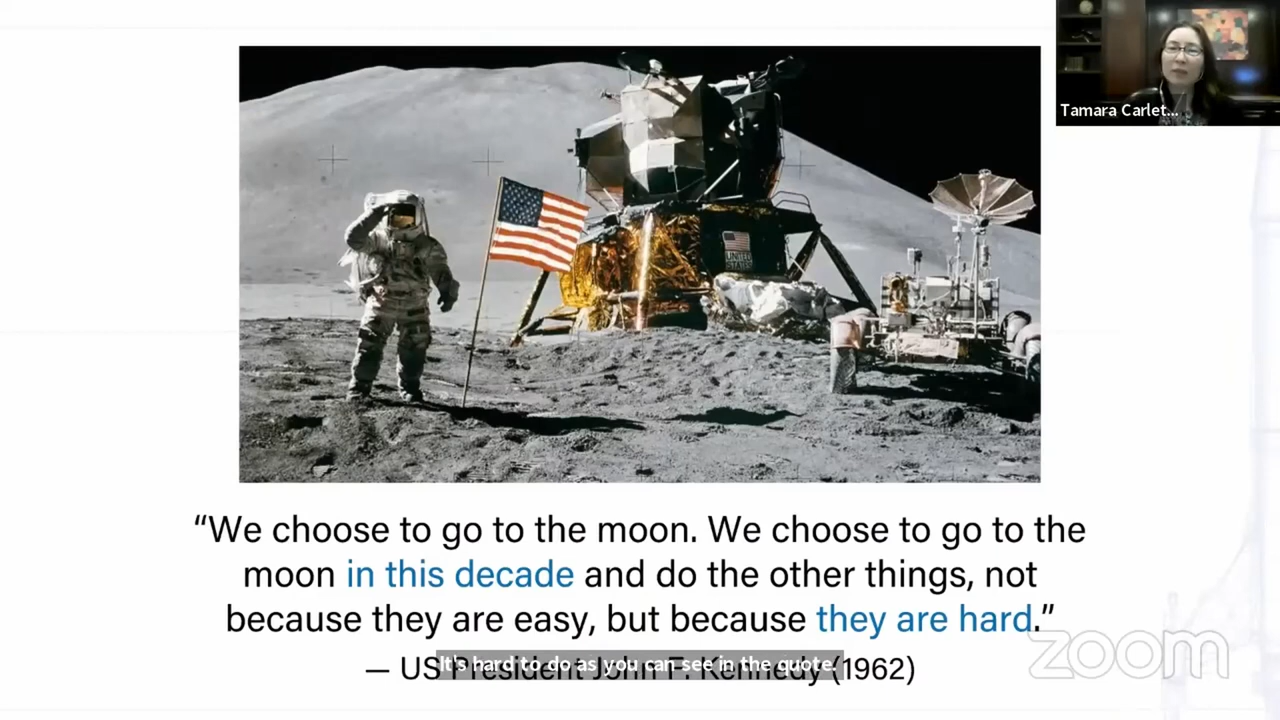 Tamara Carlet...
UNITED
STATES
“We choose to go to the moon. We choose to go to the
moon in this decade and do the other things, not
because they are easy, but because they are hard.”
— US President John F. Kennedy (1962)
It's hard to do as you can see in the quote.
zoom